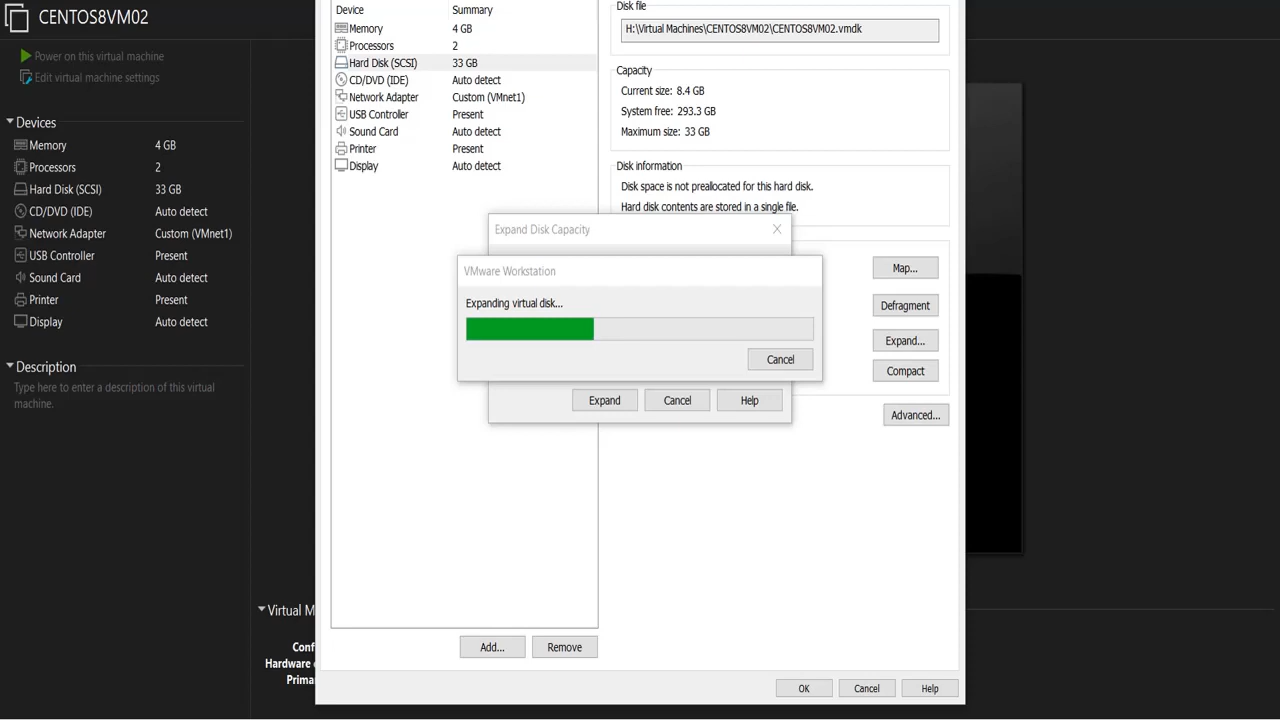 CENTOS8VM02
Power on this virtual machine
Edit virtual machine settings
Devices
Memory 4 GB
Processors 2
Hard Disk (SCSI) 33 GB
CD/DVD (IDE) Auto detect
Network Adapter Custom (VMnet1)
USB Controller Present
Sound Card Auto detect
Printer Present
Display Auto detect
Description
Type here to enter a description of this virtual
machine.
Virtual M
Conf
Hardware
Prima
Device Summary
Memory 4 GB
Processors 2
Hard Disk (SCSI) 33 GB
CD/DVD (IDE) Auto detect
Network Adapter Custom (VMnet1)
USB Controller Present
Sound Card Auto detect
Printer Present
Display Auto detect
Add... Remove
Disk file
H:\Virtual Machines\CENTOS8VM02\CENTOS8VM02.vmdk
Capacity
Current size: 8.4 GB
System free: 293.3 GB
Maximum size: 33 GB
Disk information
Disk space is not preallocated for this hard disk.
Hard disk contents are stored in a single file.
Map...
Defragment
Expand...
Compact
Advanced...
Expand Disk Capacity
VMware Workstation
Expanding virtual disk...
Cancel
Expand Cancel Help
OK Cancel Help